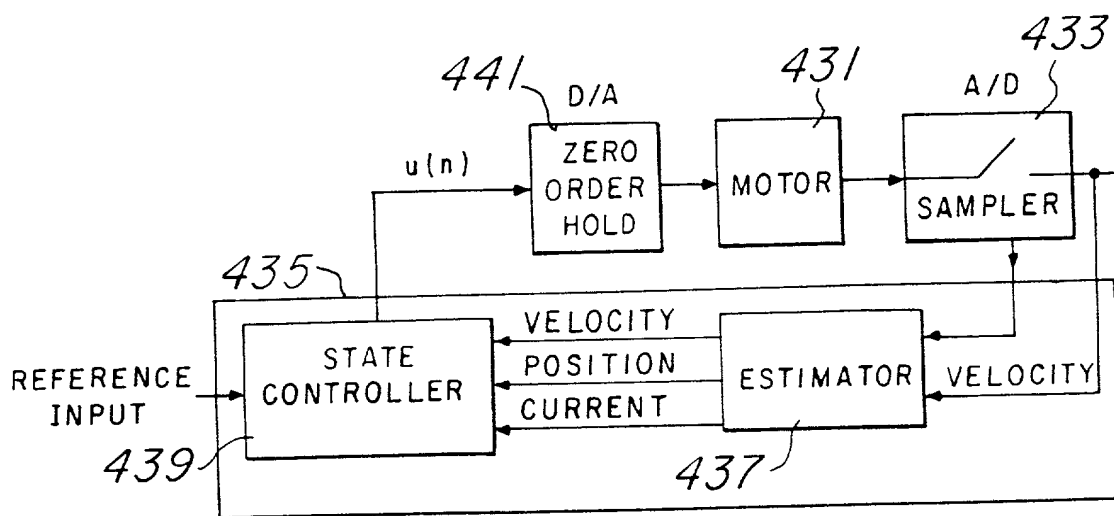 441
D/A
431
A/D
433
u(n)
ZERO
ORDER
HOLD
MOTOR
SAMPLER
435
REFERENCE
INPUT
STATE
CONTROLLER
439
VELOCITY
POSITION
CURRENT
ESTIMATOR
437
VELOCITY